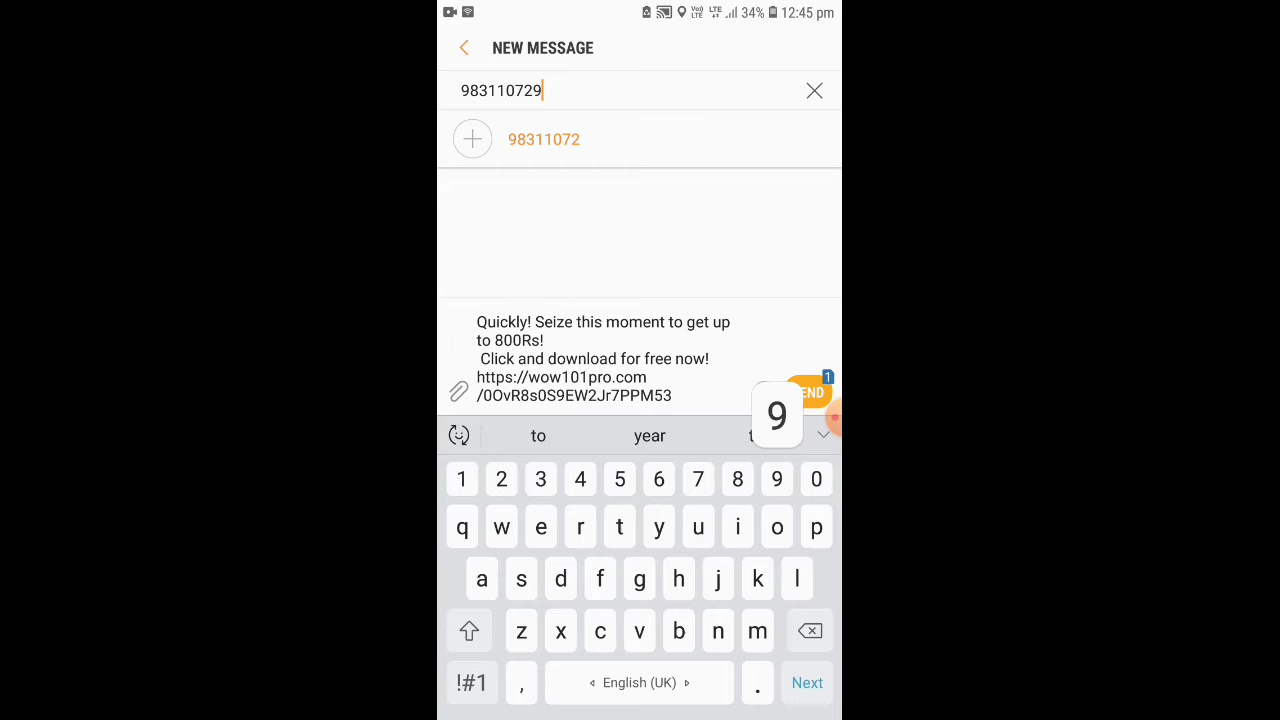 34% 12:45 pm
NEW MESSAGE
983110729
98311072
Quickly! Seize this moment to get up
to 800Rs!
Click and download for free now!
https://wow101pro.com
/0OvR8s0S9EW2Jr7PPM53
1
END
9
to year t
1 2 3 4 5 6 7 8 9 0
q w e r t y u i o p
a s d f g h j k l
z x c v b n m
!#1 , English (UK) . Next